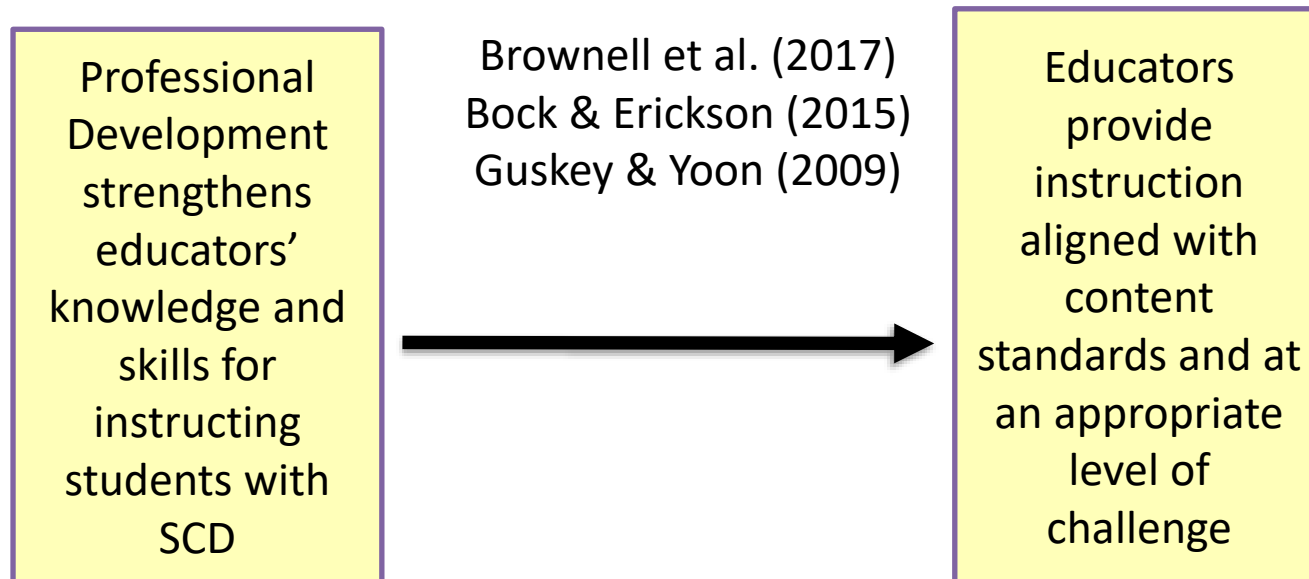 Professional
Development
strengthens
educators’
knowledge and
skills for
instructing
students with
SCD
Brownell et al. (2017)
Bock & Erickson (2015)
Guskey & Yoon (2009)
Educators
provide
instruction
aligned with
content
standards and at
an appropriate
level of
challenge